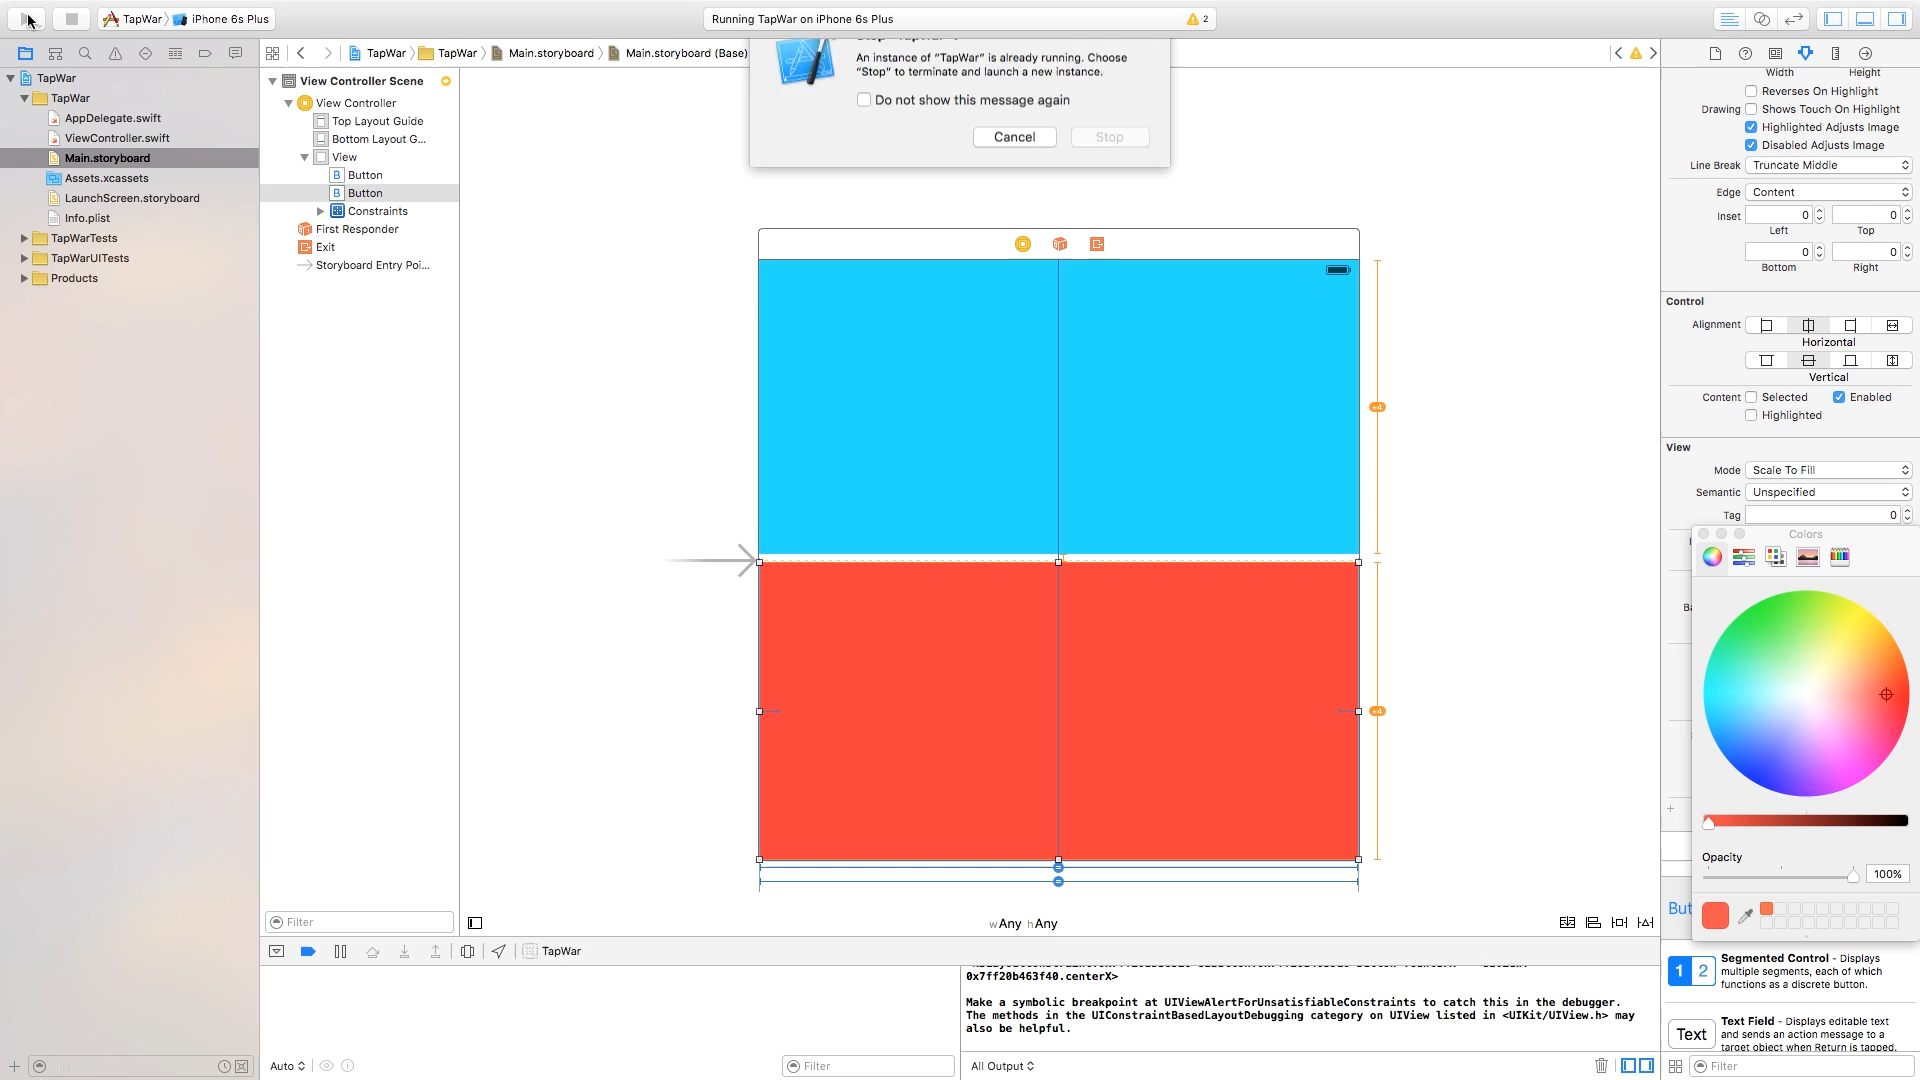 TapWar
iPhone 6s Plus
Running TapWar on iPhone 6s Plus
2
TapWar
TapWar
Main.storyboard
Main.storyboard (Base)
An instance of “TapWar” is already running. Choose
“Stop” to terminate and launch a new instance.
Do not show this message again
Cancel
Stop
TapWar
TapWar
AppDelegate.swift
ViewController.swift
Main.storyboard
Assets.xcassets
LaunchScreen.storyboard
Info.plist
TapWarTests
TapWarUITests
Products
View Controller Scene
View Controller
Top Layout Guide
Bottom Layout G...
View
B Button
B Button
Constraints
First Responder
Exit
Storyboard Entry Poi...
+4
+4
Width
Height
Reverses On Highlight
Drawing
Shows Touch On Highlight
Highlighted Adjusts Image
Disabled Adjusts Image
Line Break
Truncate Middle
Edge
Content
Inset
0
0
Left
Top
0
0
Bottom
Right
Control
Alignment
Horizontal
Vertical
Content
Selected
Enabled
Highlighted
View
Mode
Scale To Fill
Semantic
Unspecified
Tag
0
Colors
Opacity
100%
But
1 2
Segmented Control - Displays
multiple segments, each of which
functions as a discrete button.
Text
Text Field - Displays editable text
and sends an action message to a
target object when Return is tapped.
Filter
Filter
wAny hAny
TapWar
0x7ff20b463f40.centerX>
Make a symbolic breakpoint at UIViewAlertForUnsatisfiableConstraints to catch this in the debugger.
The methods in the UIConstraintBasedLayoutDebugging category on UIView listed in <UIKit/UIView.h> may
also be helpful.
Auto
Filter
All Output